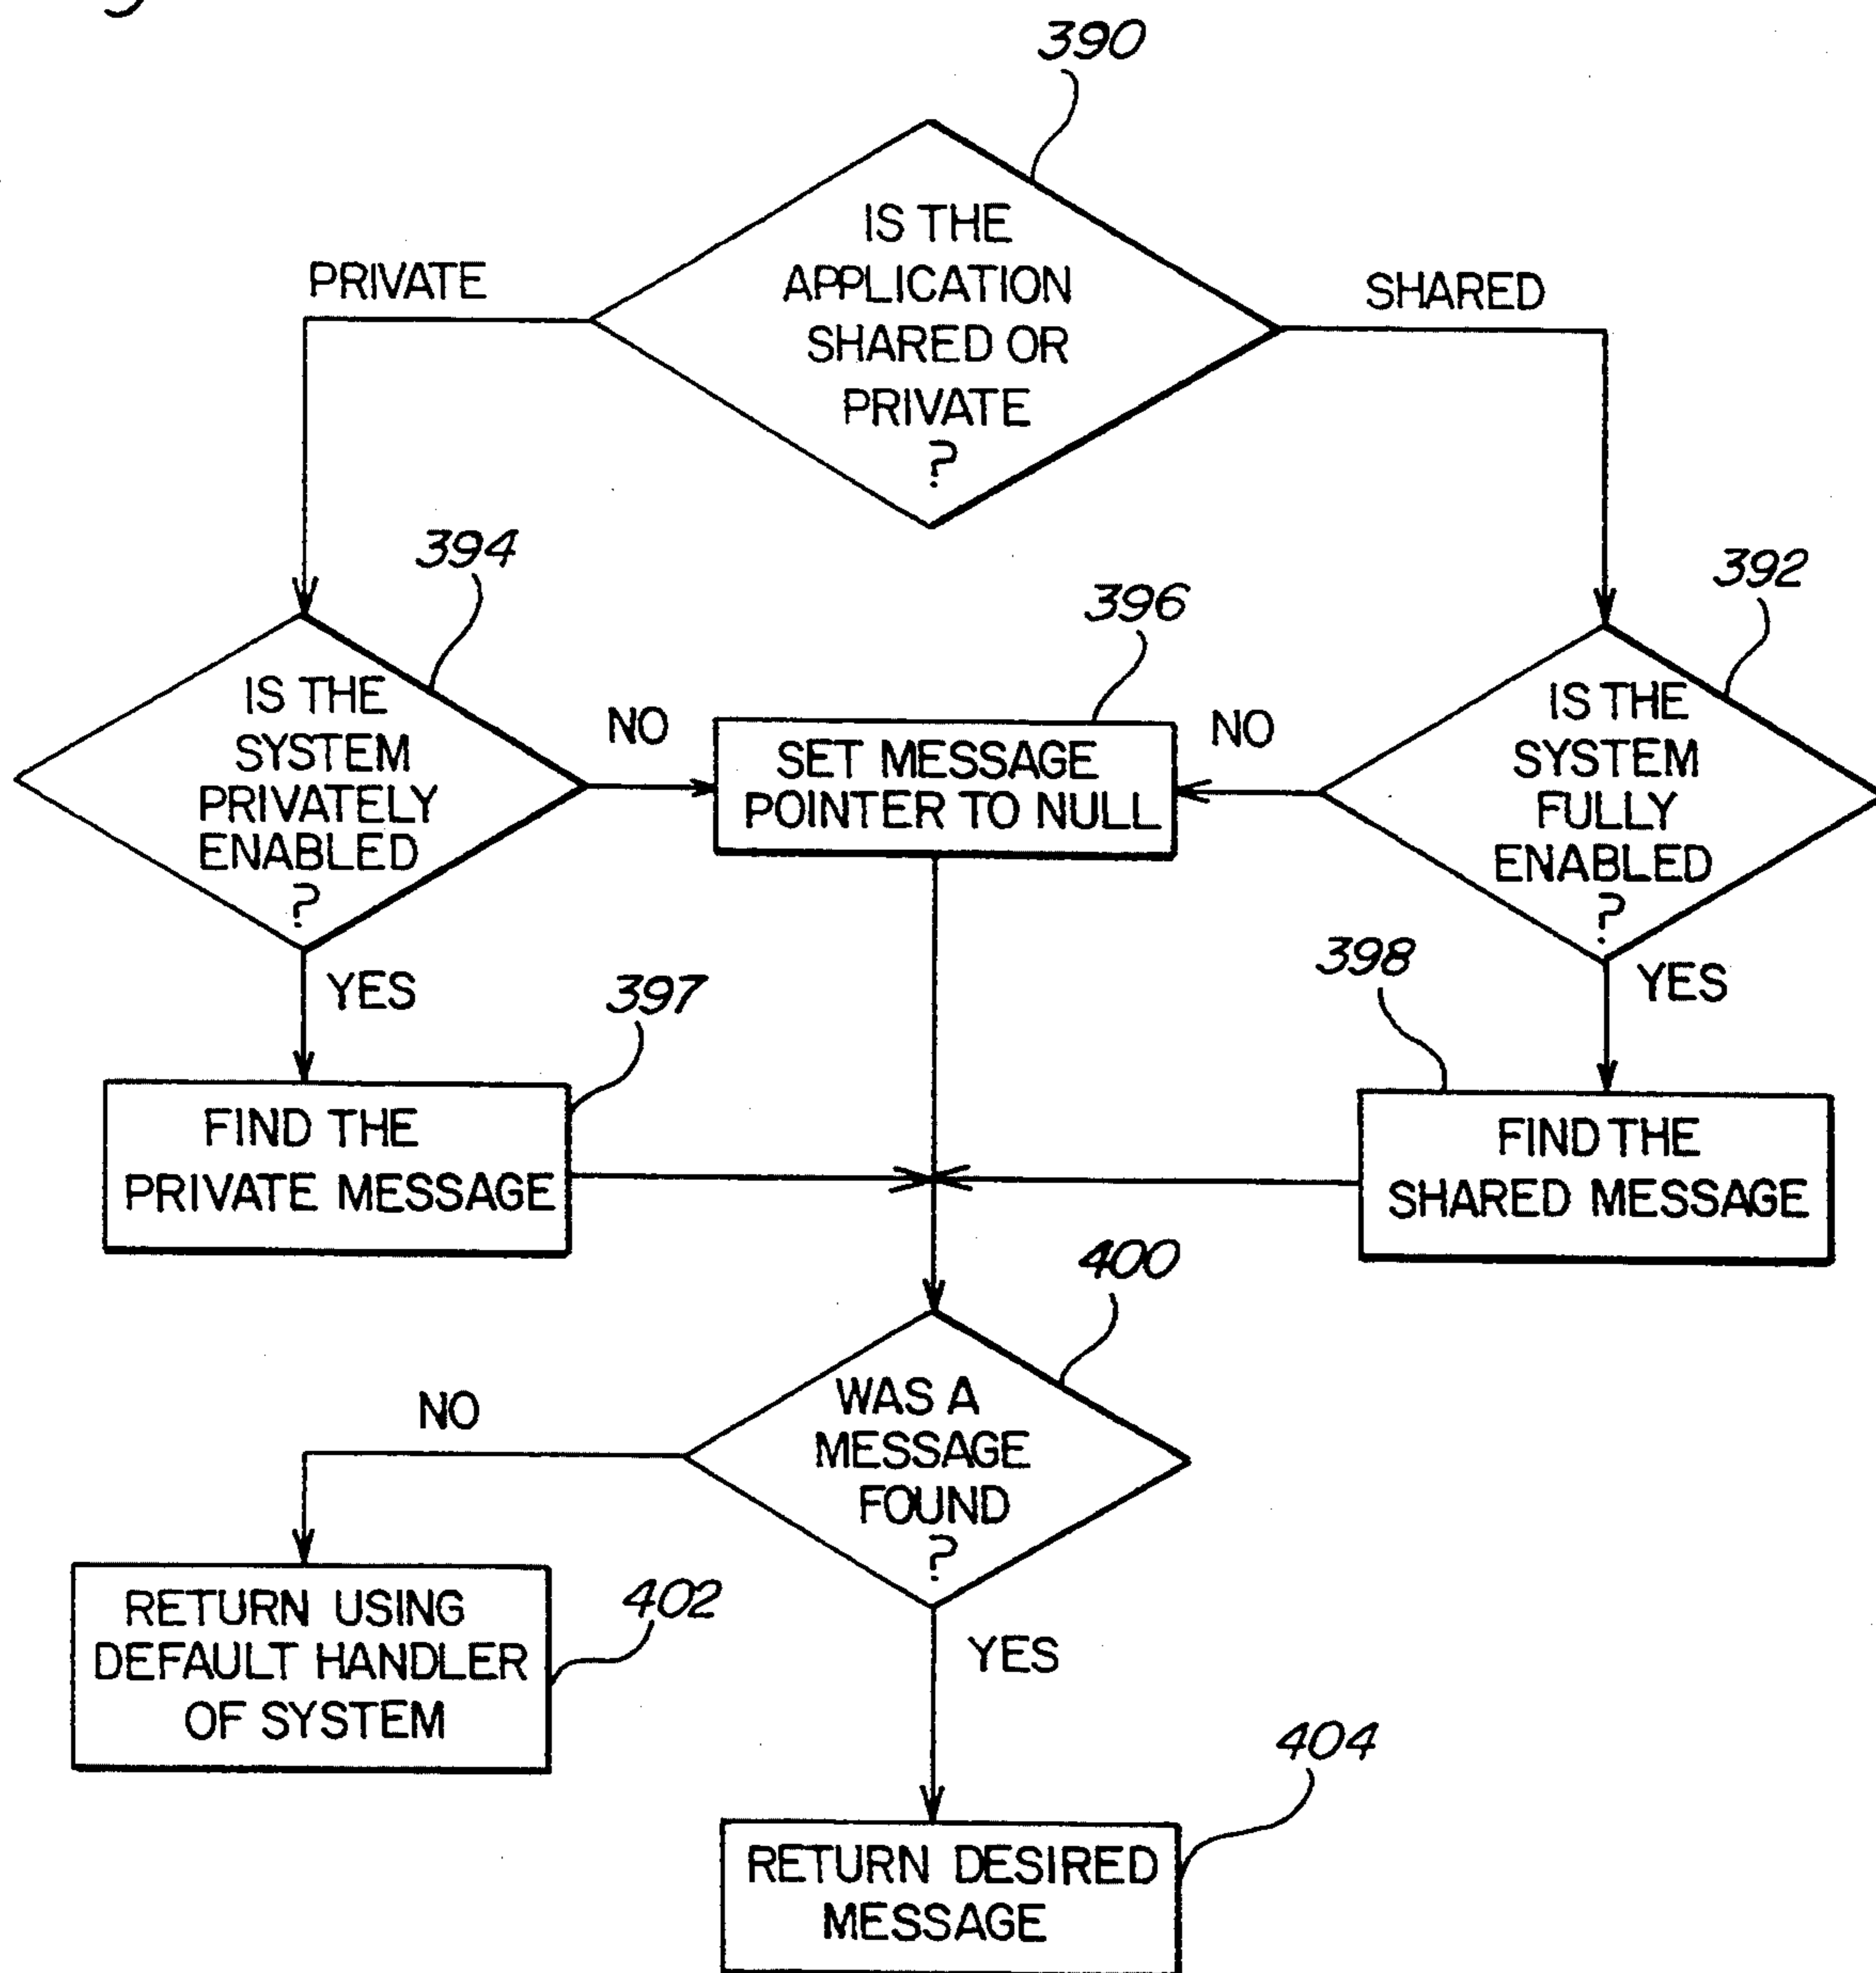 390
IS THE
APPLICATION
SHARED OR
PRIVATE
?
PRIVATE
SHARED
394
396
392
IS THE
SYSTEM
PRIVATELY
ENABLED
?
NO
SET MESSAGE
POINTER TO NULL
NO
IS THE
SYSTEM
FULLY
ENABLED
?
YES
397
398
YES
FIND THE
PRIVATE MESSAGE
FIND THE
SHARED MESSAGE
400
WAS A
MESSAGE
FOUND
?
NO
RETURN USING
DEFAULT HANDLER
OF SYSTEM
402
YES
404
RETURN DESIRED
MESSAGE